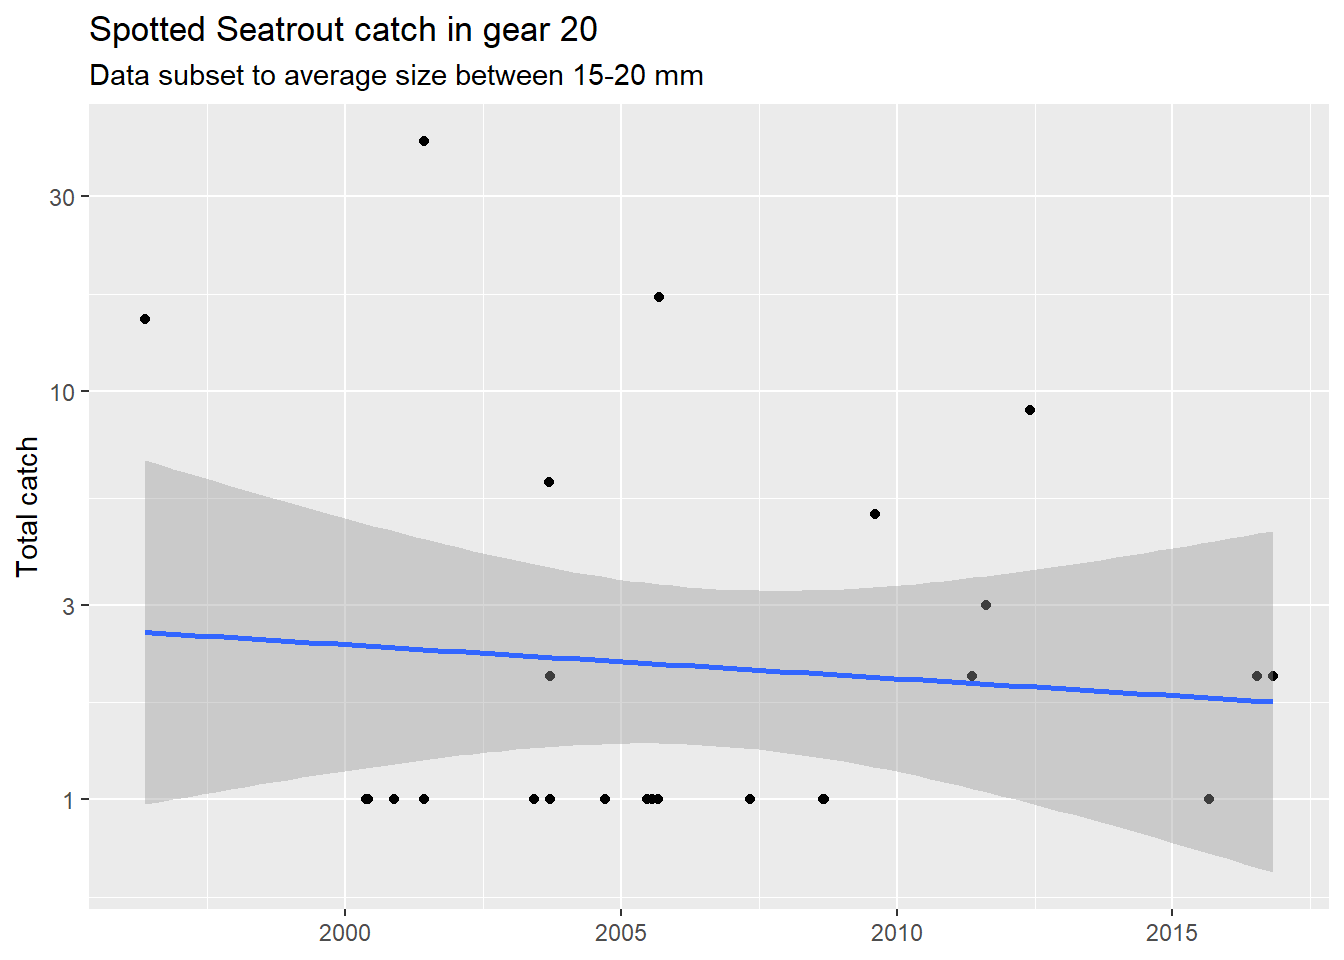 Spotted Seatrout catch in gear 20
Data subset to average size between 15-20 mm
Total catch
30
10
3
1
2000 2005 2010 2015